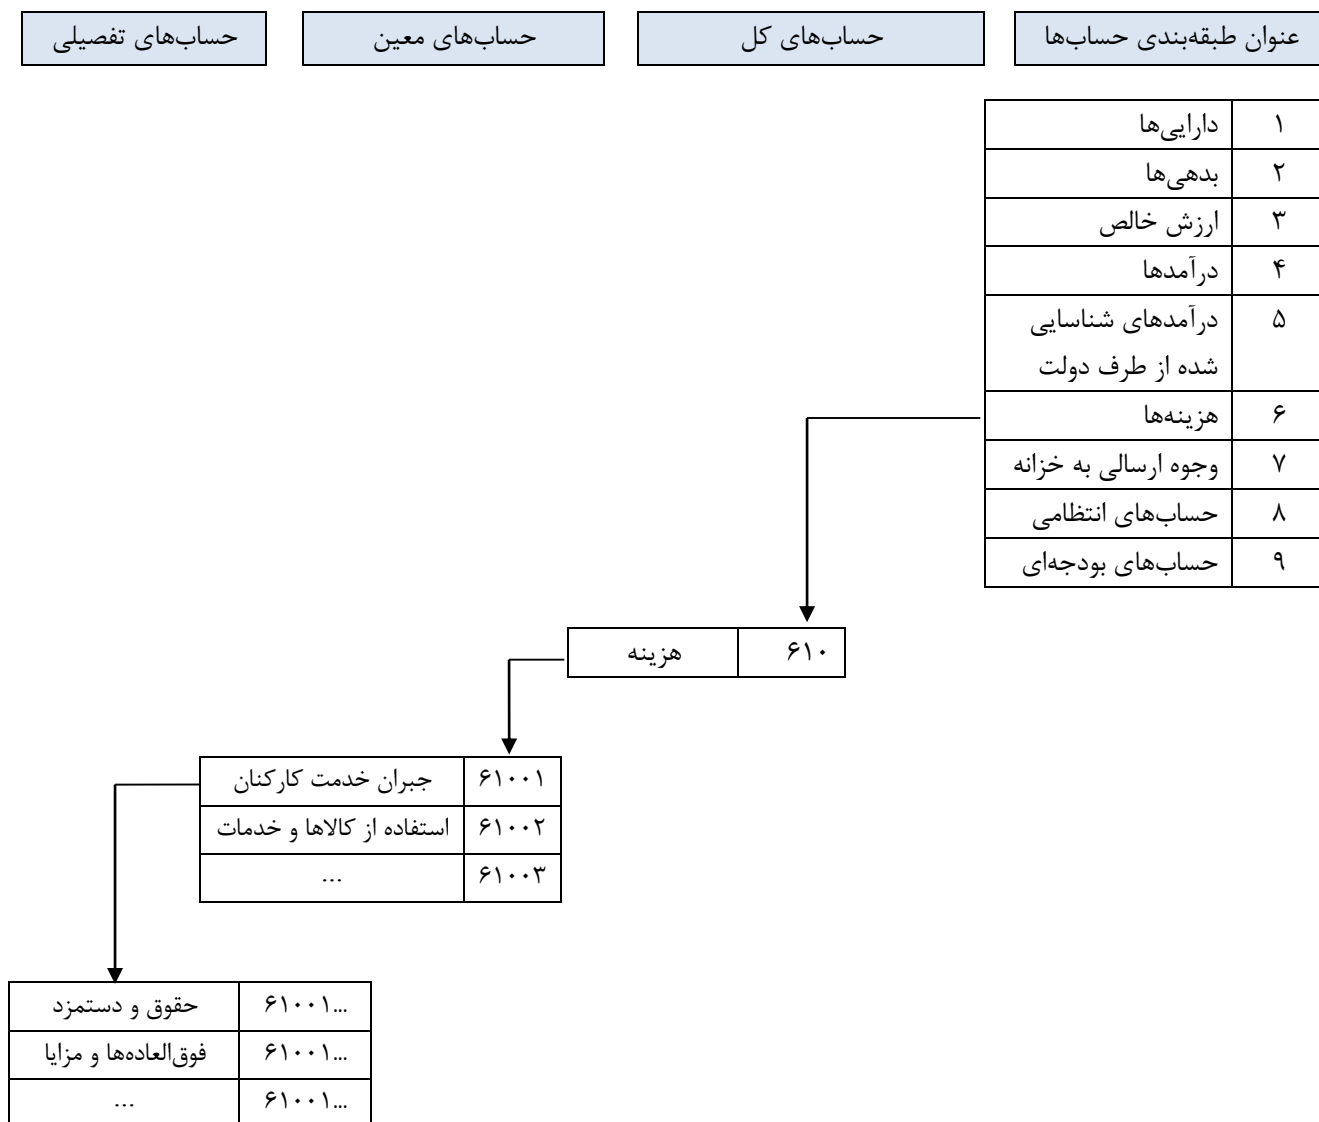 عنوان طبقه‌بندی حساب‌ها
حساب‌های کل
حساب‌های معین
حساب‌های تفصیلی
۱ دارایی‌ها
۲ بدهی‌ها
۳ ارزش خالص
۴ درآمدها
۵ درآمدهای شناسایی
شده از طرف دولت
۶ هزینه‌ها
۷ وجوه ارسالی به خزانه
۸ حساب‌های انتظامی
۹ حساب‌های بودجه‌ای
۶۱۰ هزینه
۶۱۰۰۱ جبران خدمت کارکنان
۶۱۰۰۲ استفاده از کالاها و خدمات
۶۱۰۰۳ ...
۶۱۰۰۱... حقوق و دستمزد
۶۱۰۰۱... فوق‌العاده‌ها و مزایا
۶۱۰۰۱... ...